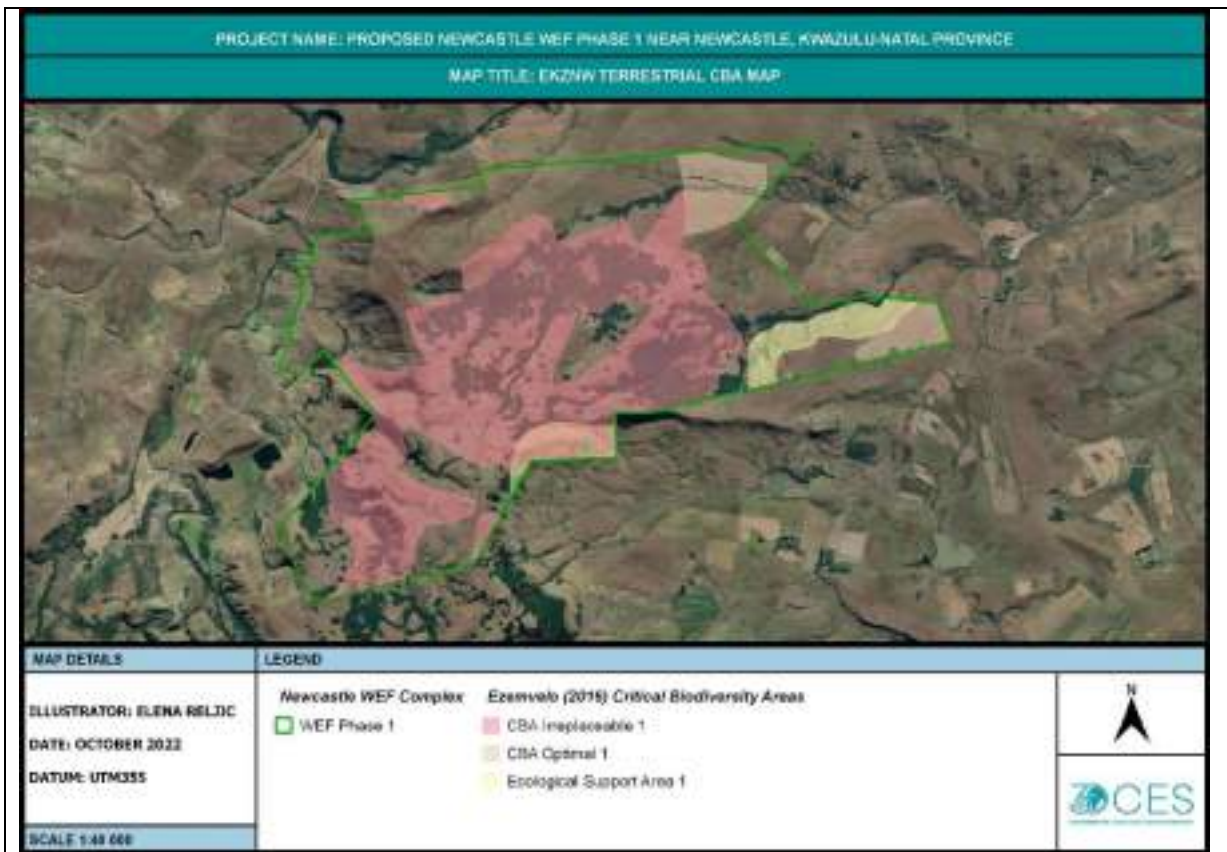 PROJECT NAME: PROPOSED NEWCASTLE WEF PHASE 1 NEAR NEWCASTLE, KWAZULU-NATAL PROVINCE
MAP TITLE: EKZNW TERRESTRIAL CBA MAP
MAP DETAILS
ILLUSTRATOR: ELENA RELJIC
DATE: OCTOBER 2022
DATUM: UTM35S
SCALE 1:40 000
LEGEND
Newcastle WEF Complex
WEF Phase 1
Ezemvelo (2016) Critical Biodiversity Areas
CBA Irreplaceable 1
CBA Optimal 1
Ecological Support Area 1
N
CES